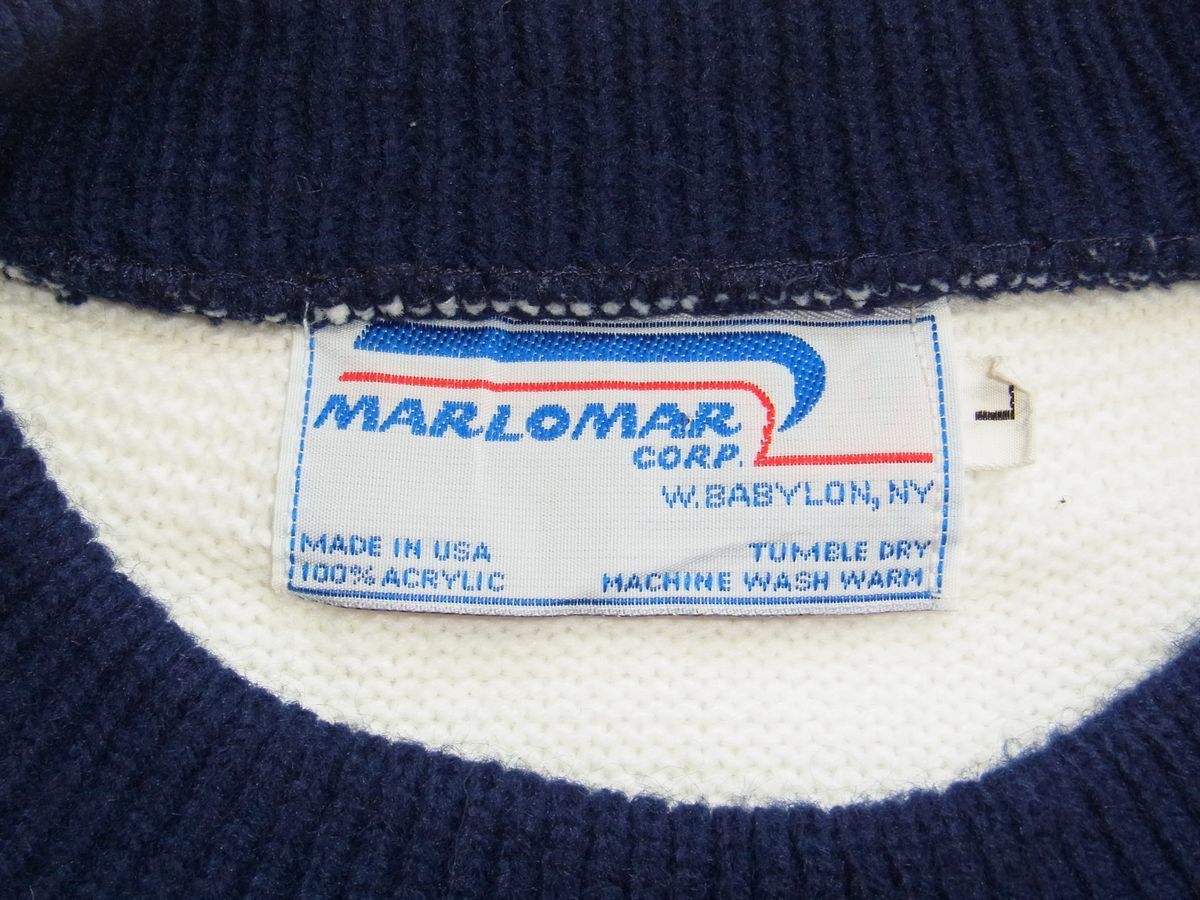 MARLOMAR
CORP.
W.BABYLON, NY
MADE IN USA
100% ACRYLIC
TUMBLE DRY
MACHINE WASH WARM
L